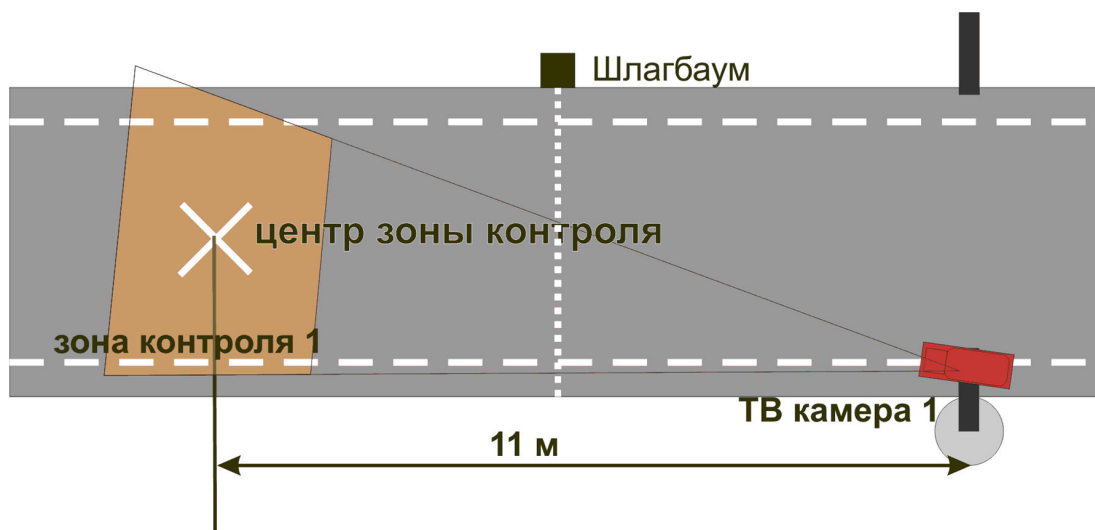 Шлагбаум
центр зоны контроля
зона контроля 1
ТВ камера 1
11 м